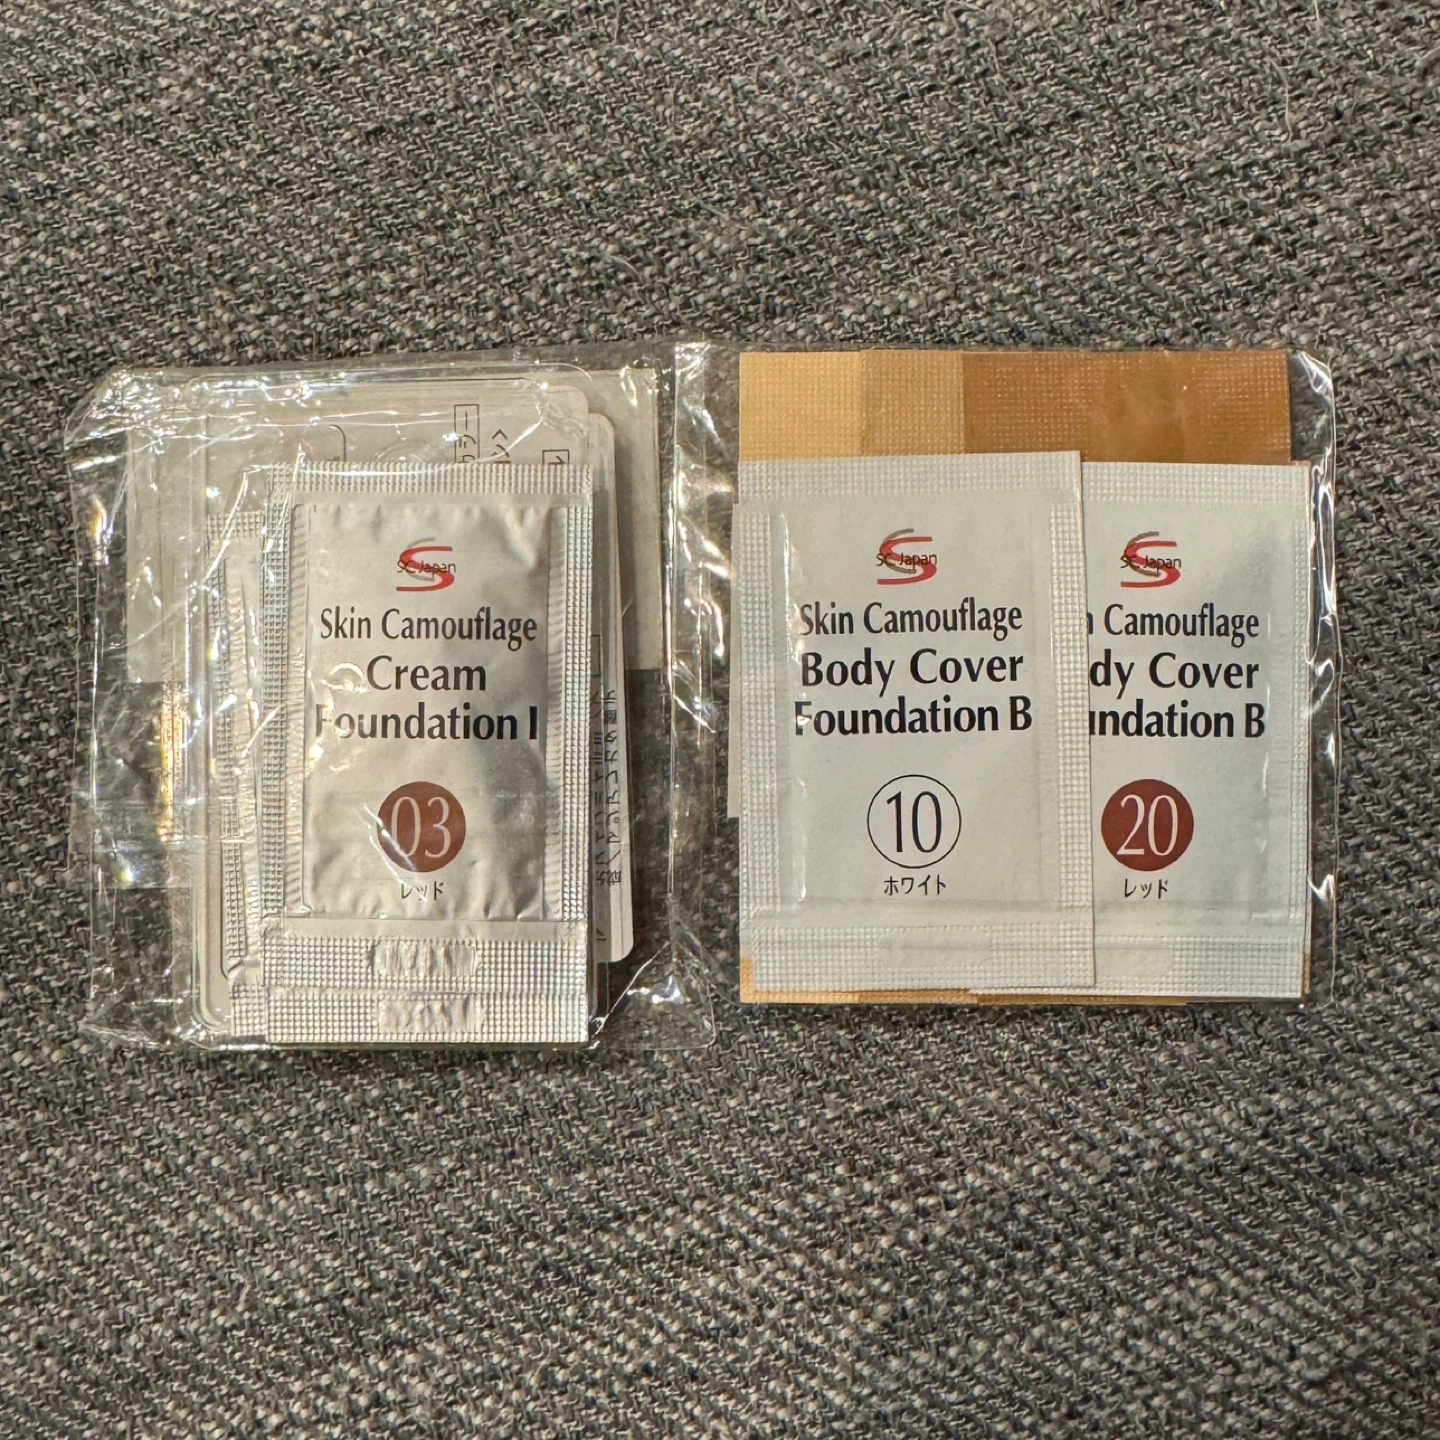 SC Japan
Skin Camouflage
Cream
Foundation I
03
レッド
SC Japan
Skin Camouflage
Body Cover
Foundation B
10
ホワイト
SC Japan
Camouflage
dy Cover
undation B
20
レッド